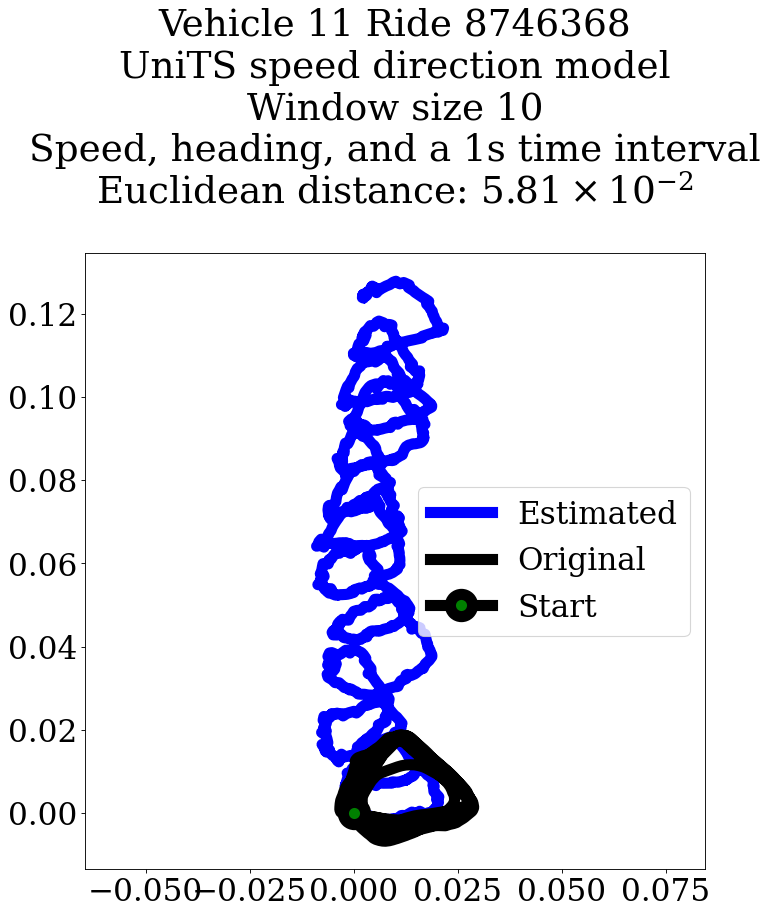 Vehicle 11 Ride 8746368
UniTS speed direction model
Window size 10
Speed, heading, and a 1s time interval
Euclidean distance: 5.81 × 10⁻²
0.12
0.10
0.08
0.06
0.04
0.02
0.00
Estimated
Original
Start
−0.050 −0.025 0.000 0.025 0.050 0.075